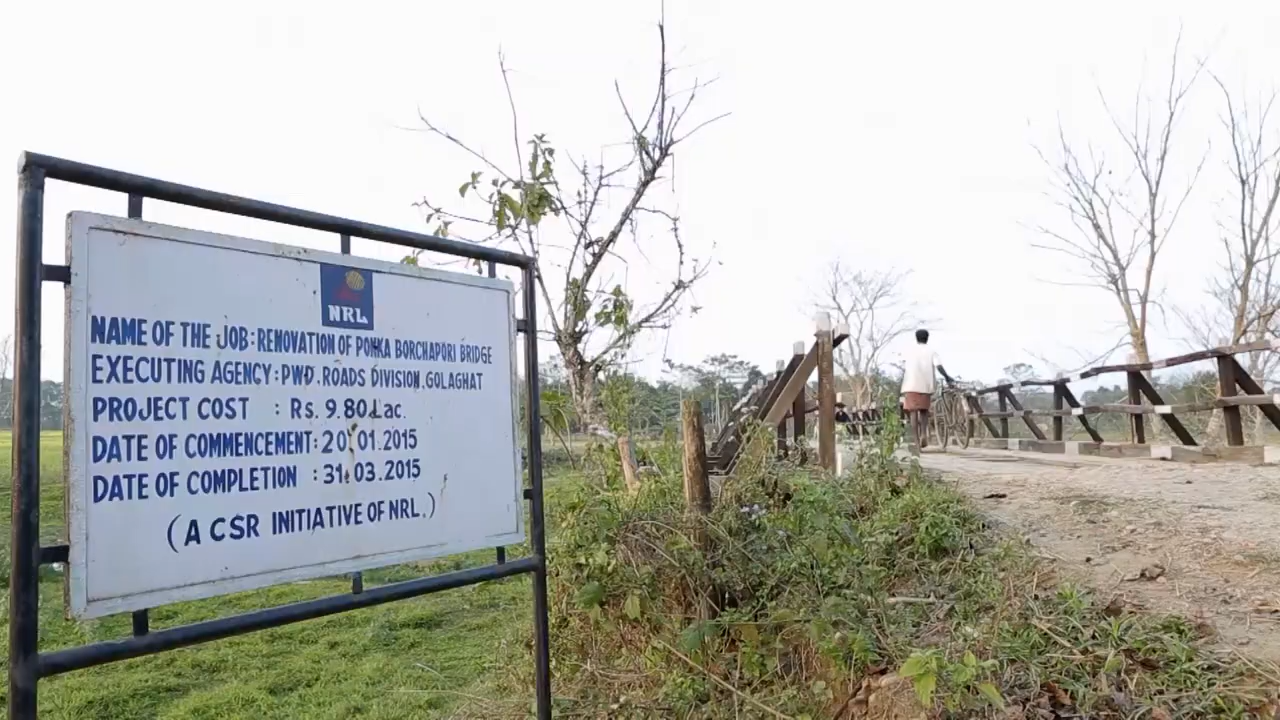 NRL
NAME OF THE JOB: RENOVATION OF PONKA BORCHAPORI BRIDGE
EXECUTING AGENCY: PWD. ROADS DIVISION, GOLAGHAT
PROJECT COST : Rs. 9.80 Lac.
DATE OF COMMENCEMENT: 20.01.2015
DATE OF COMPLETION : 31.03.2015
(A CSR INITIATIVE OF NRL.)